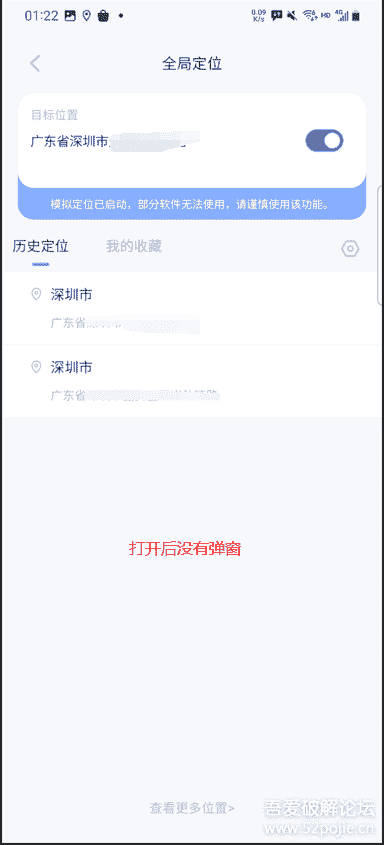 01:22
0.09
K/s
HD
4G
全局定位
目标位置
广东省深圳市
模拟定位已启动，部分软件无法使用，请谨慎使用该功能。
历史定位
我的收藏
深圳市
广东省
深圳市
广东省
打开后没有弹窗
查看更多位置>
吾爱破解论坛
www.52pojie.cn